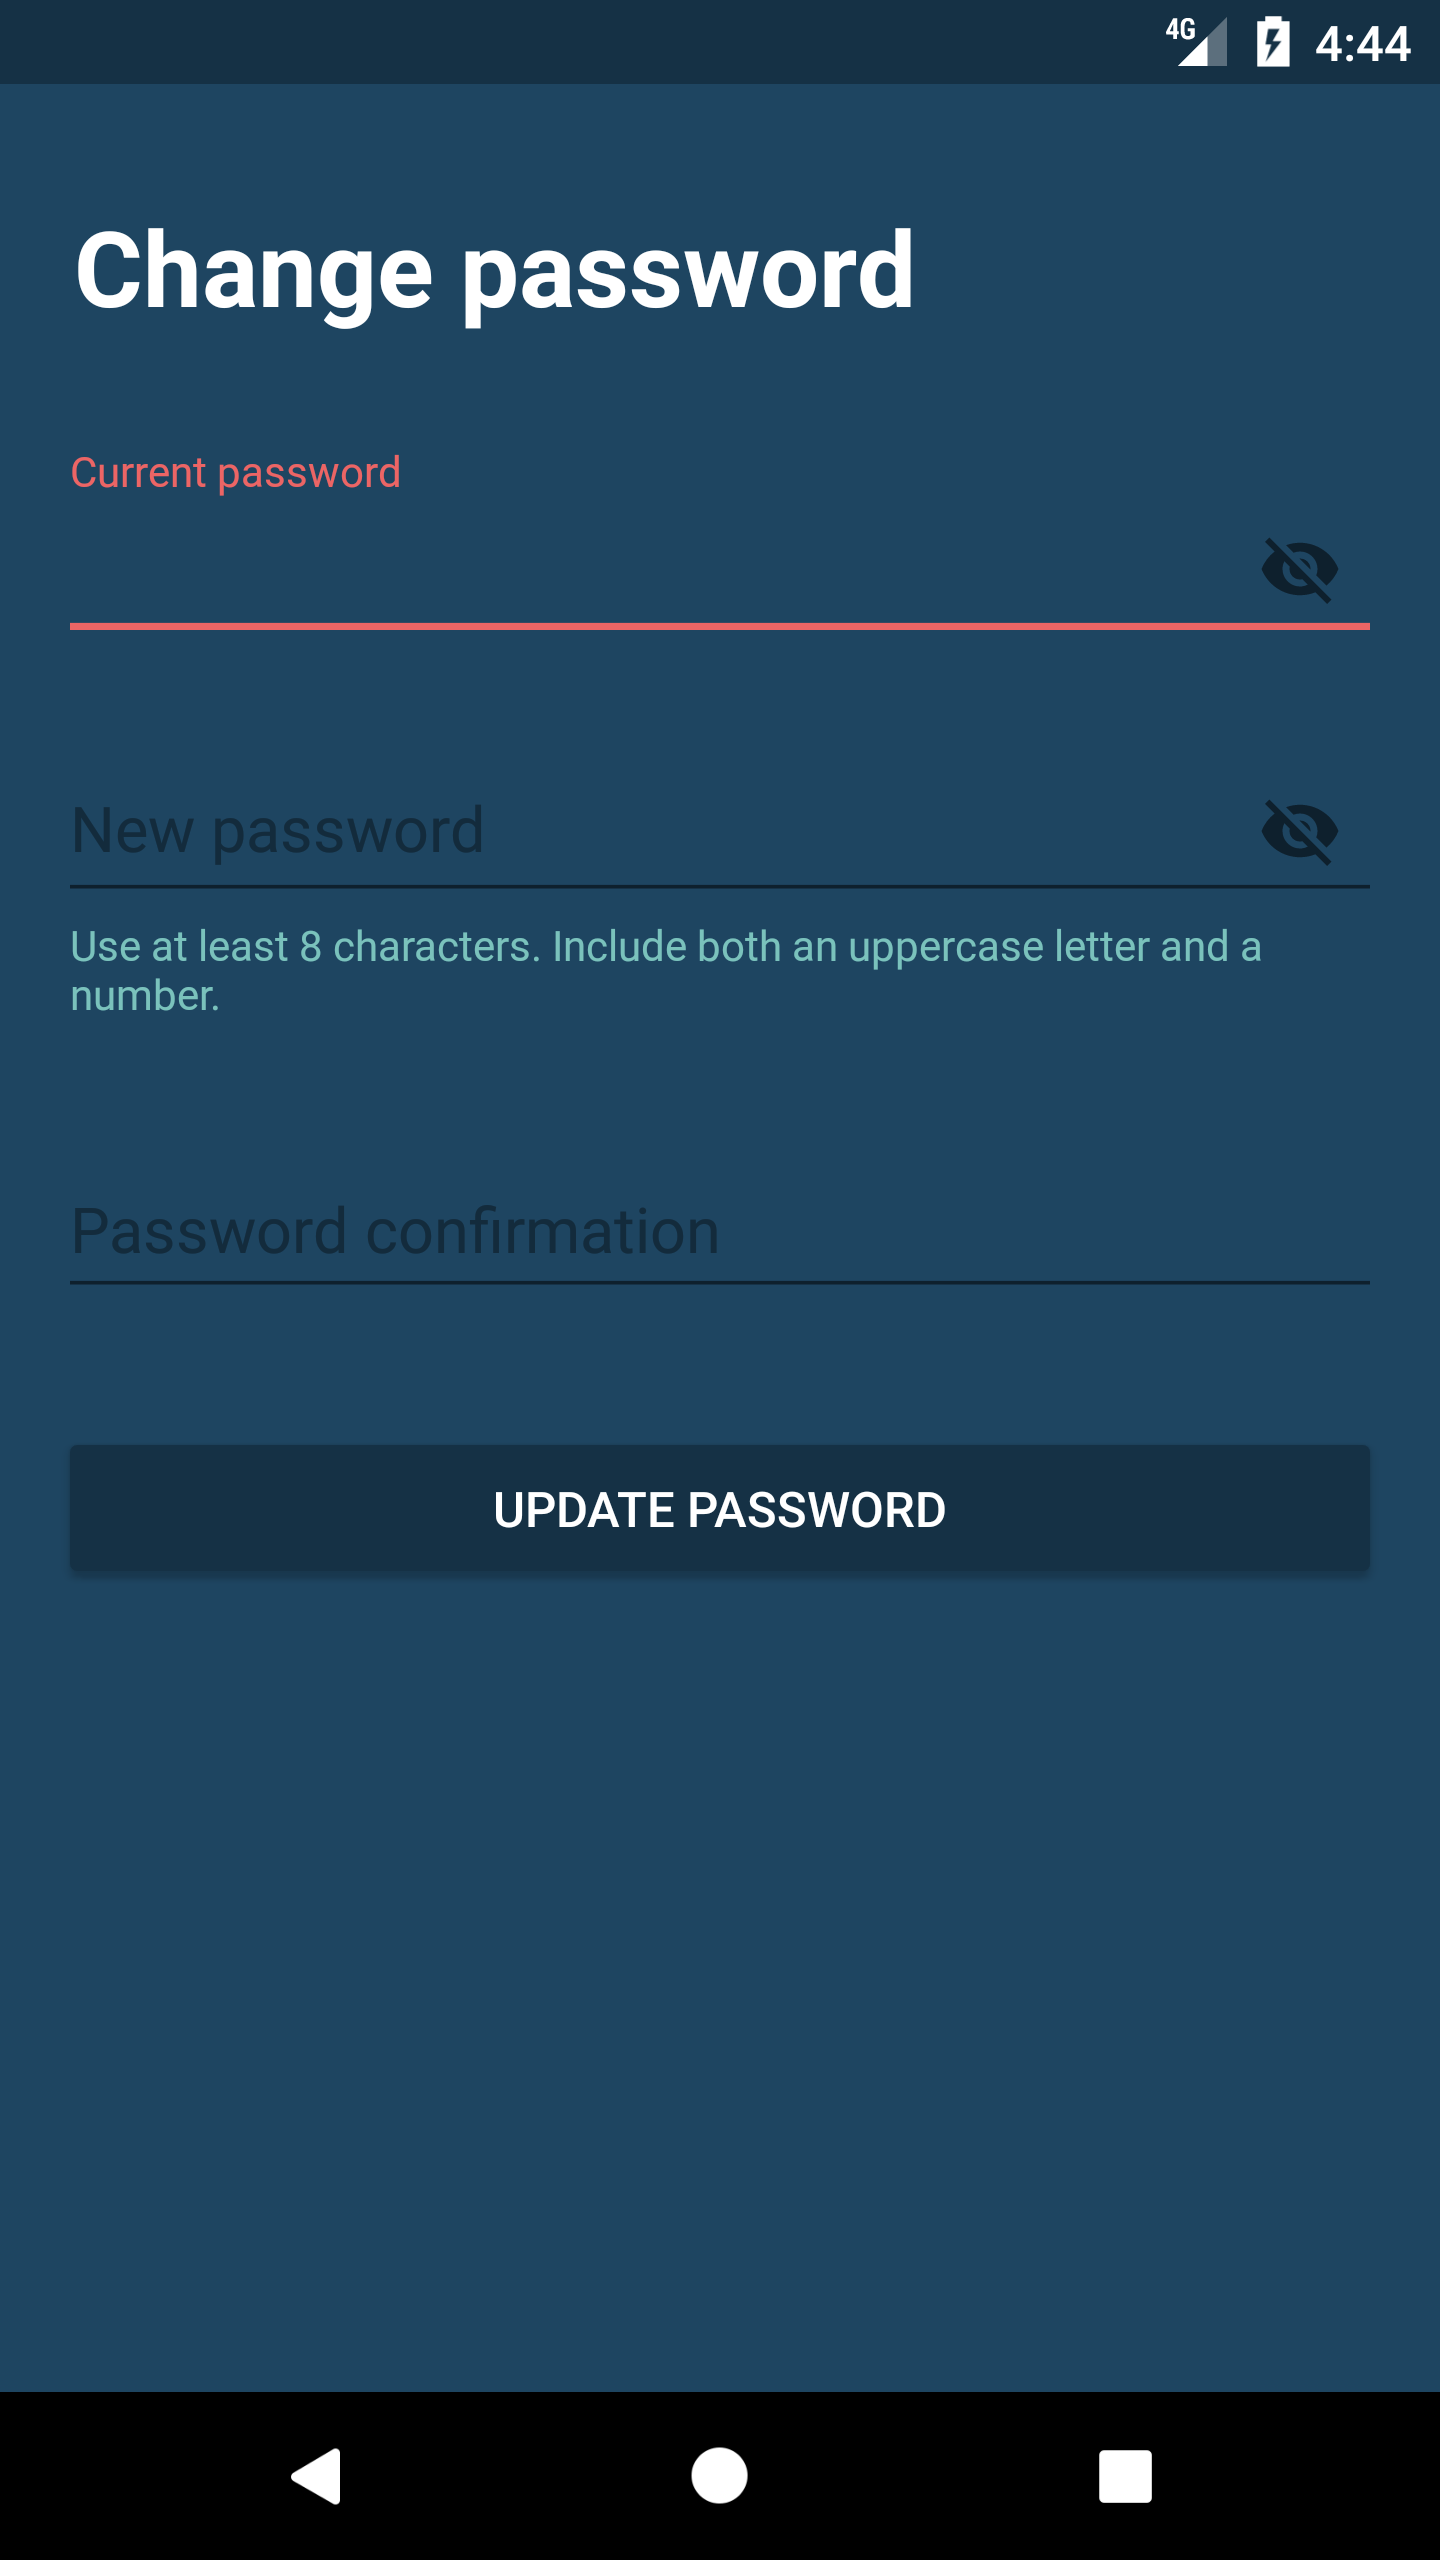 4G 4:44
Change password
Current password
New password
Use at least 8 characters. Include both an uppercase letter and a
number.
Password confirmation
UPDATE PASSWORD